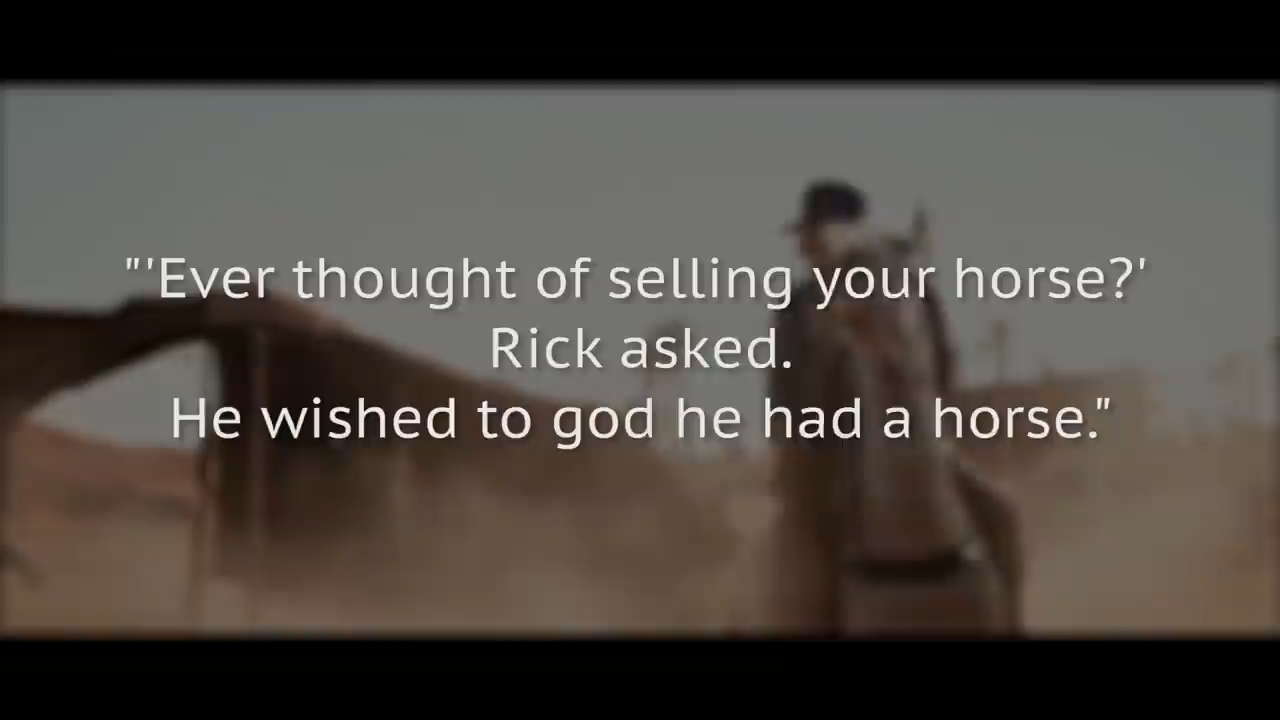 "'Ever thought of selling your horse?'
Rick asked.
He wished to god he had a horse."